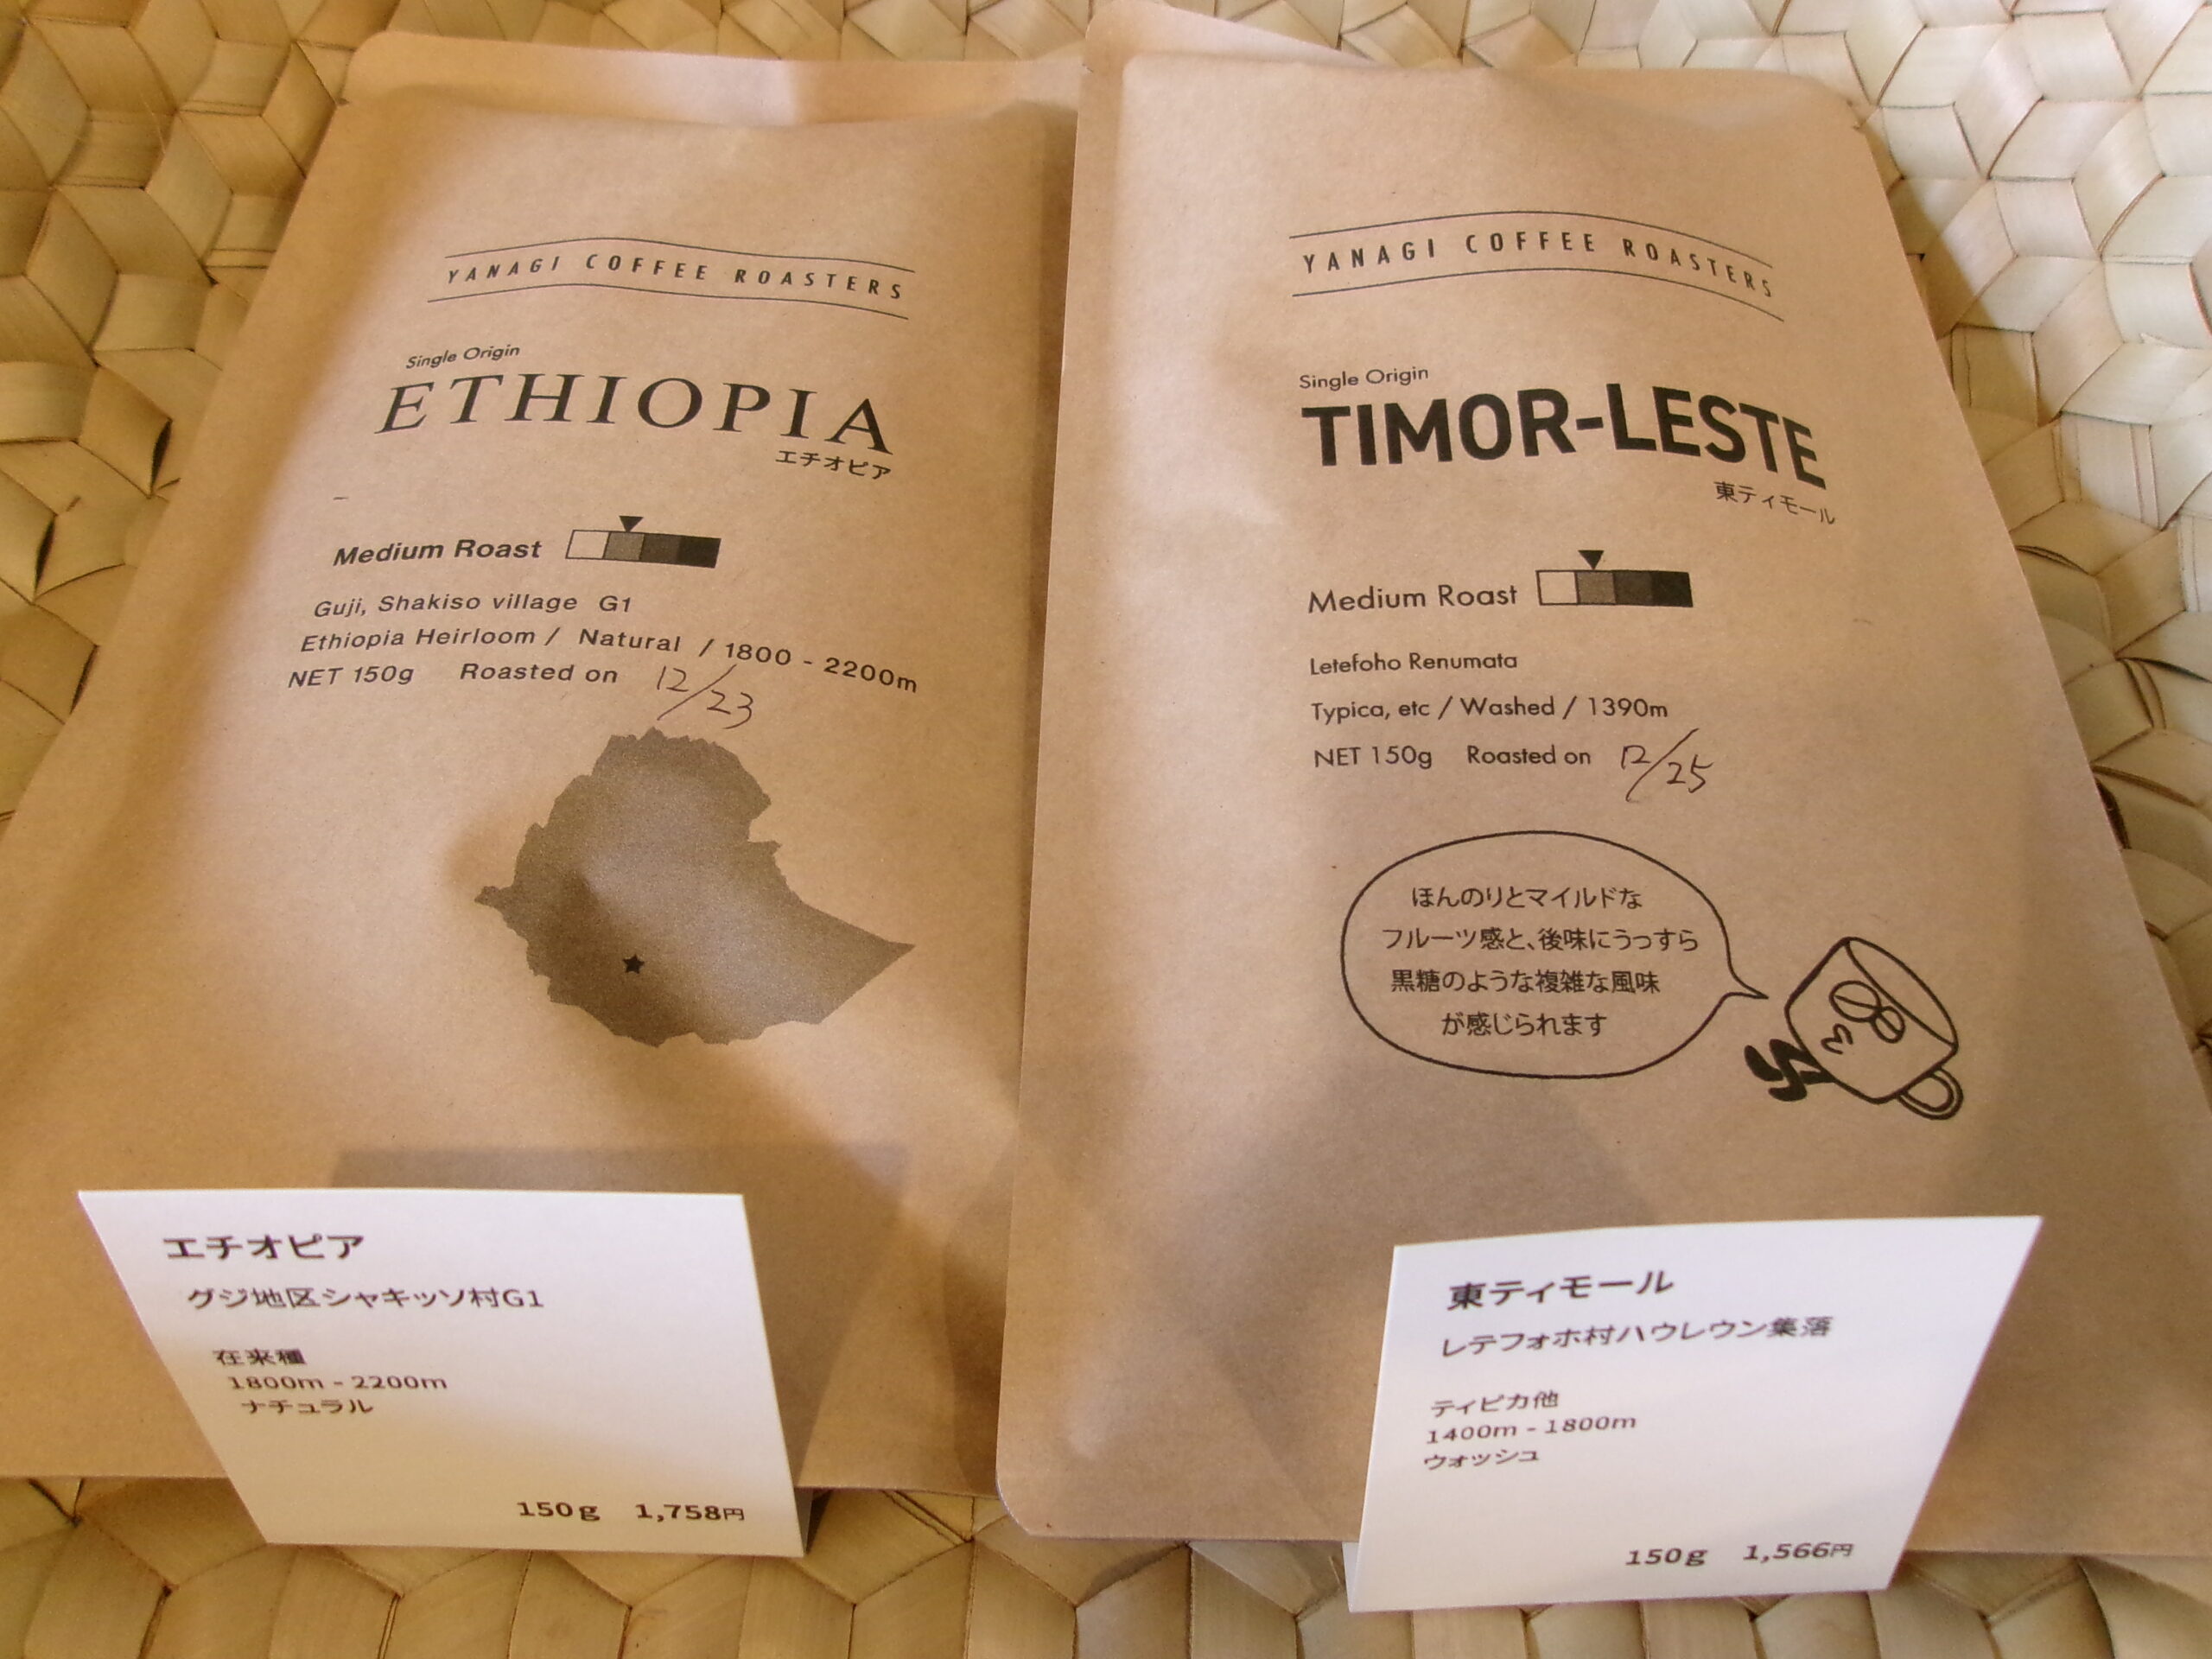 YANAGI COFFEE ROASTERS
Single Origin
ETHIOPIA
エチオピア
Medium Roast
Guji, Shakiso village G1
Ethiopia Heirloom / Natural / 1800 - 2200m
NET 150g Roasted on 12/23
エチオピア
グジ地区シャキッソ村G1
在来種
1800m - 2200m
ナチュラル
150g 1,758円
YANAGI COFFEE ROASTERS
Single Origin
TIMOR-LESTE
東ティモール
Medium Roast
Letefoho Renumata
Typica, etc / Washed / 1390m
NET 150g Roasted on 12/25
ほんのりとマイルドな
フルーツ感と、後味にうっすら
黒糖のような複雑な風味
が感じられます
東ティモール
レテフォホ村ハウレウン集落
ティピカ他
1400m - 1800m
ウォッシュ
150g 1,566円